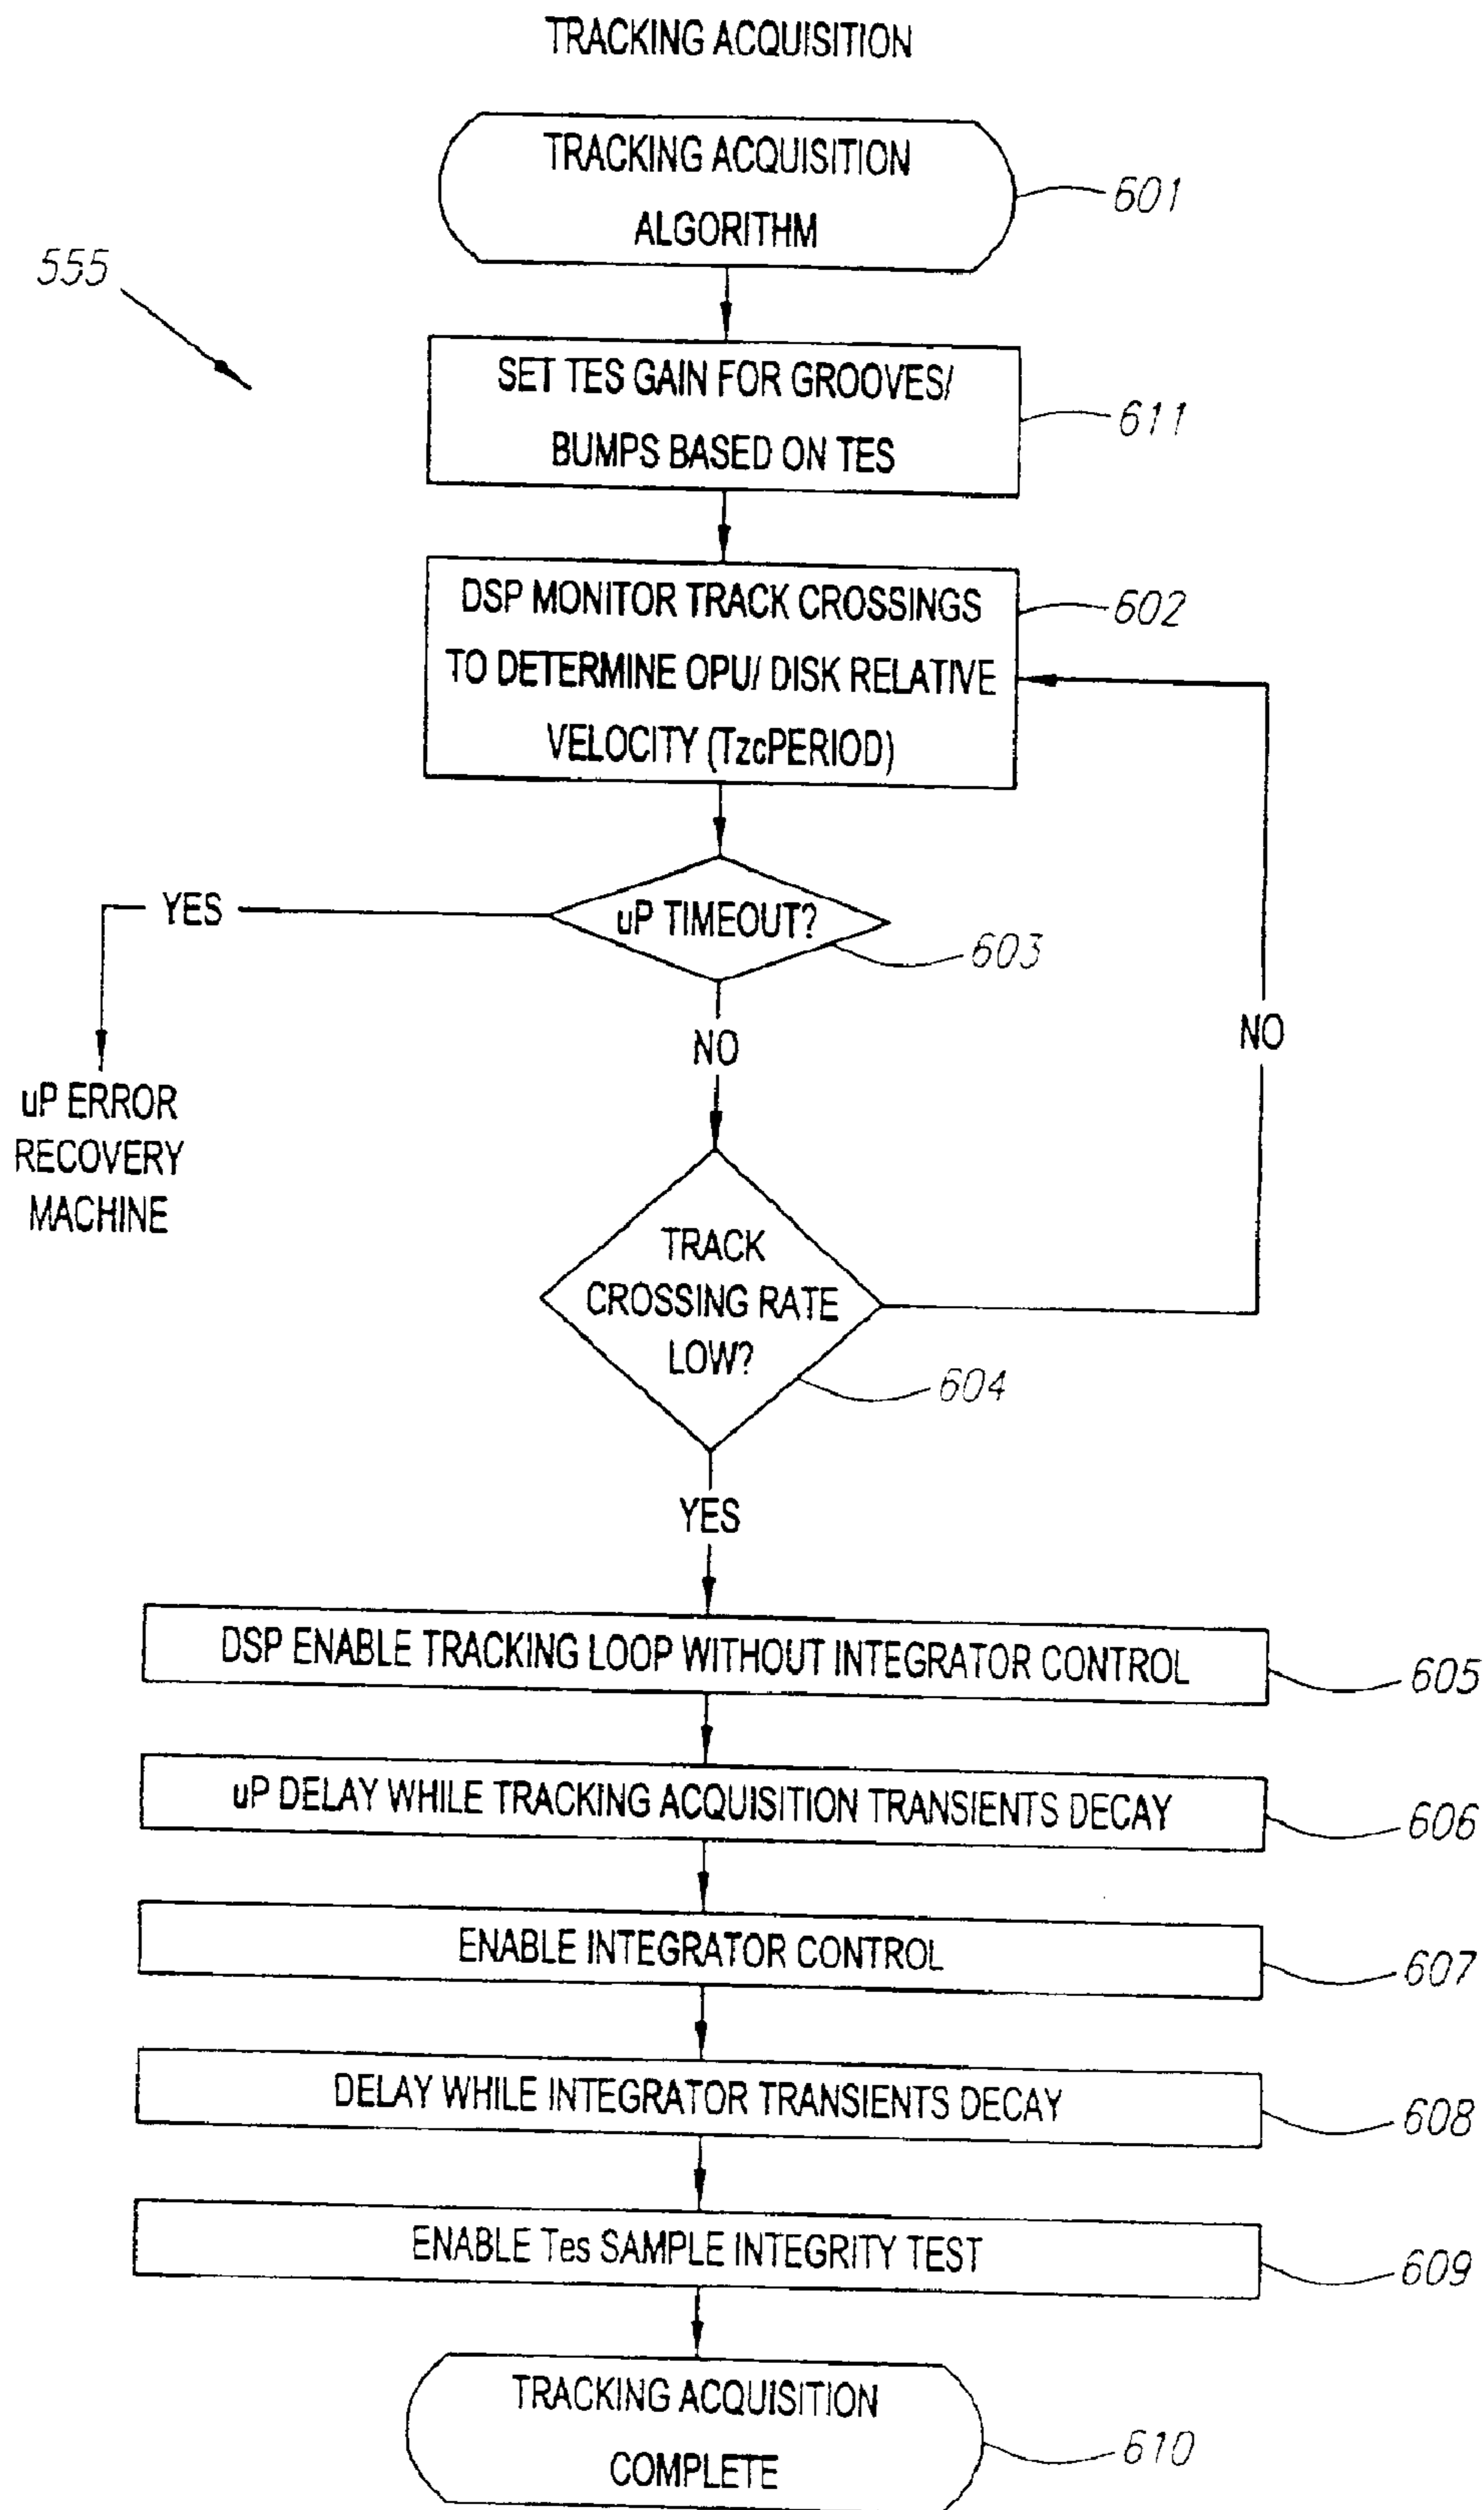 TRACKING ACQUISITION
TRACKING ACQUISITION
ALGORITHM
601
555
SET TES GAIN FOR GROOVES/
BUMPS BASED ON TES
611
DSP MONITOR TRACK CROSSINGS
TO DETERMINE OPU/ DISK RELATIVE
VELOCITY (TzcPERIOD)
602
YES
uP TIMEOUT?
603
NO
NO
uP ERROR
RECOVERY
MACHINE
TRACK
CROSSING RATE
LOW?
604
YES
DSP ENABLE TRACKING LOOP WITHOUT INTEGRATOR CONTROL
605
uP DELAY WHILE TRACKING ACQUISITION TRANSIENTS DECAY
606
ENABLE INTEGRATOR CONTROL
607
DELAY WHILE INTEGRATOR TRANSIENTS DECAY
608
ENABLE Tes SAMPLE INTEGRITY TEST
609
TRACKING ACQUISITION
COMPLETE
610